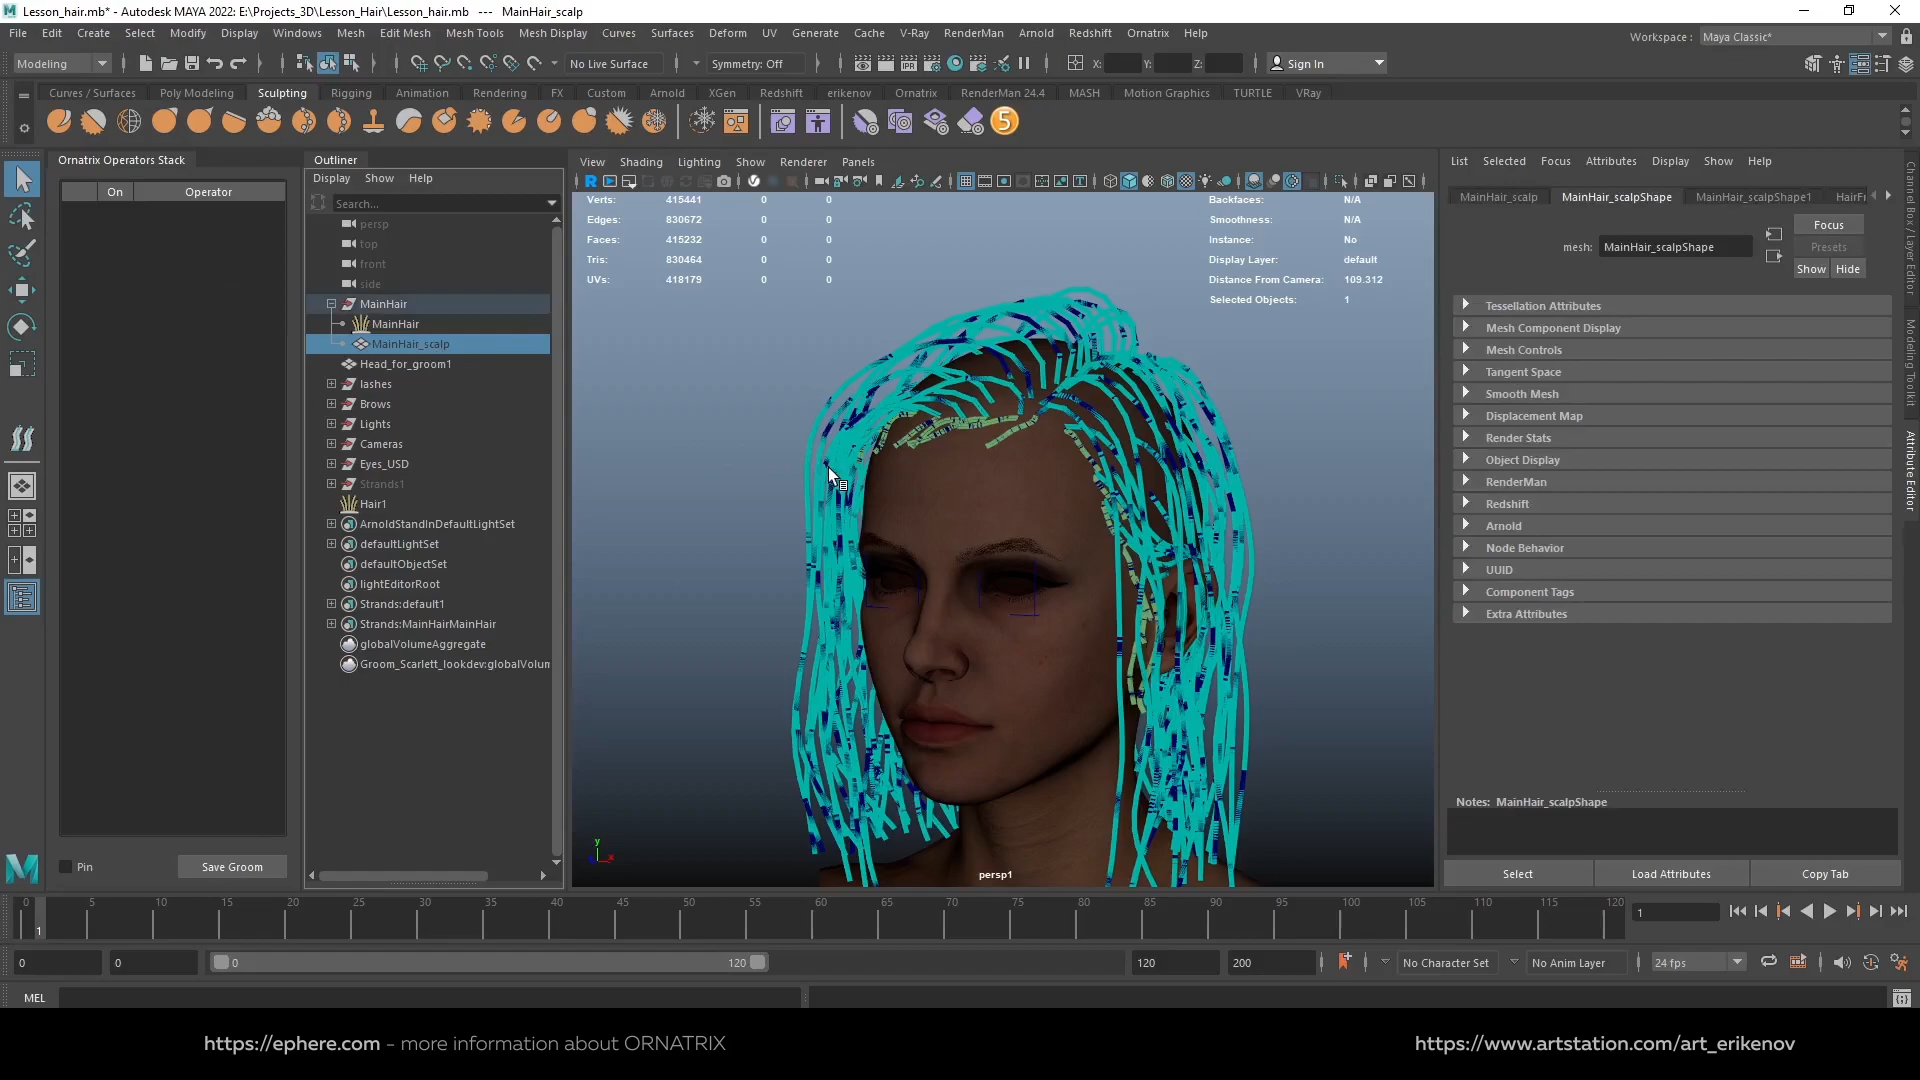 Lesson_hair.mb* - Autodesk MAYA 2022: E:\Projects_3D\Lesson_Hair\Lesson_hair.mb --- MainHair_scalp
File Edit Create Select Modify Display Windows Mesh Edit Mesh Mesh Tools Mesh Display Curves Surfaces Deform UV Generate Cache V-Ray RenderMan Arnold Redshift Ornatrix Help
Workspace : Maya Classic*
Modeling No Live Surface Symmetry: Off X: Y: Z: Sign In
Curves / Surfaces Poly Modeling Sculpting Rigging Animation Rendering FX Custom Arnold XGen Redshift erikenov Ornatrix RenderMan 24.4 MASH Motion Graphics TURTLE VRay
5
Ornatrix Operators Stack
On Operator
Pin Save Groom
Outliner
Display Show Help
Search...
persp
top
front
side
MainHair
MainHair
MainHair_scalp
Head_for_groom1
lashes
Brows
Lights
Cameras
Eyes_USD
Strands1
Hair1
ArnoldStandInDefaultLightSet
defaultLightSet
defaultObjectSet
lightEditorRoot
Strands:default1
Strands:MainHairMainHair
globalVolumeAggregate
Groom_Scarlett_lookdev:globalVolum
View Shading Lighting Show Renderer Panels
Verts: 415441 0 0
Edges: 830672 0 0
Faces: 415232 0 0
Tris: 830464 0 0
UVs: 418179 0 0
Backfaces: N/A
Smoothness: N/A
Instance: No
Display Layer: default
Distance From Camera: 109.312
Selected Objects: 1
y
x
persp1
List Selected Focus Attributes Display Show Help
MainHair_scalp MainHair_scalpShape MainHair_scalpShape1 HairFi
mesh: MainHair_scalpShape
Focus
Presets
Show Hide
Tessellation Attributes
Mesh Component Display
Mesh Controls
Tangent Space
Smooth Mesh
Displacement Map
Render Stats
Object Display
RenderMan
Redshift
Arnold
Node Behavior
UUID
Component Tags
Extra Attributes
Notes: MainHair_scalpShape
Select Load Attributes Copy Tab
Channel Box / Layer Editor
Modeling Toolkit
Attribute Editor
0 5 10 15 20 25 30 35 40 45 50 55 60 65 70 75 80 85 90 95 100 105 110 115 120
1
1
0 0 0 120 120 200 No Character Set No Anim Layer 24 fps
MEL
https://ephere.com - more information about ORNATRIX
https://www.artstation.com/art_erikenov